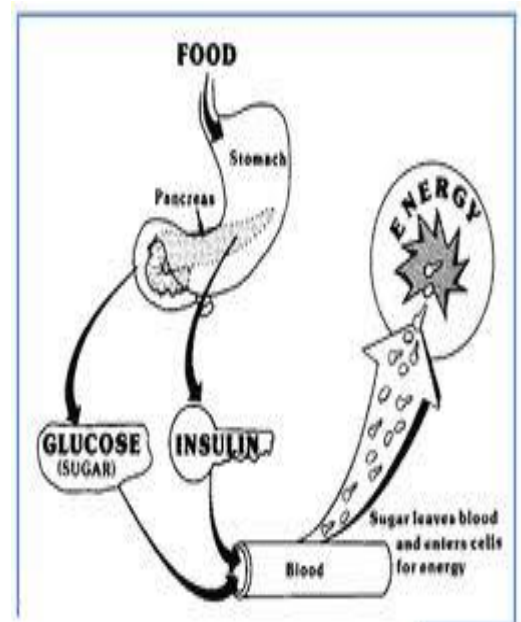 FOOD
Stomach
Pancreas
ENERGY
GLUCOSE
(SUGAR)
INSULIN
Sugar leaves blood
and enters cells
for energy
Blood